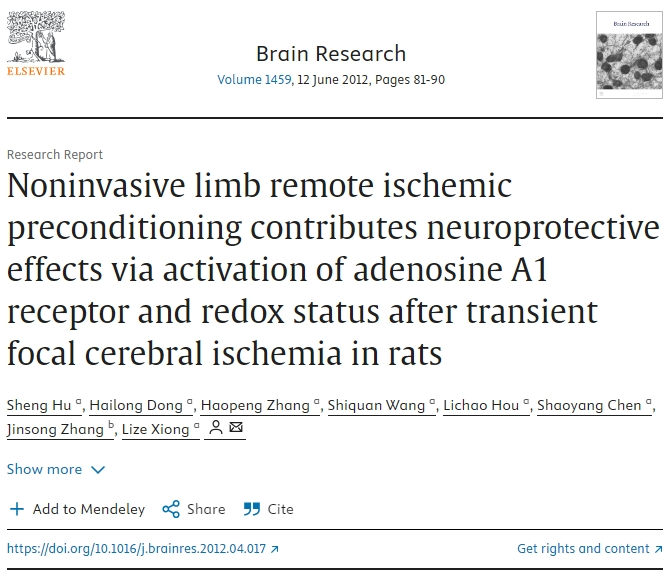 ELSEVIER
Brain Research
Volume 1459, 12 June 2012, Pages 81-90
Brain Research
Research Report
Noninvasive limb remote ischemic
preconditioning contributes neuroprotective
effects via activation of adenosine A1
receptor and redox status after transient
focal cerebral ischemia in rats
Sheng Hu a, Hailong Dong a, Haopeng Zhang a, Shiquan Wang a, Lichao Hou a, Shaoyang Chen a,
Jinsong Zhang b, Lize Xiong a
Show more
Add to Mendeley Share Cite
https://doi.org/10.1016/j.brainres.2012.04.017 Get rights and content